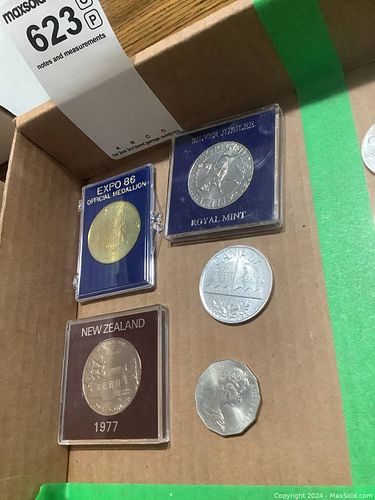 maxsold
623
notes and measurements
A B C D
SILVER JUBILEE
ROYAL MINT
EXPO 86
OFFICIAL MEDALLION
CANADA
NEW ZEALAND
1977
Copyright 2024 - MaxSold.com